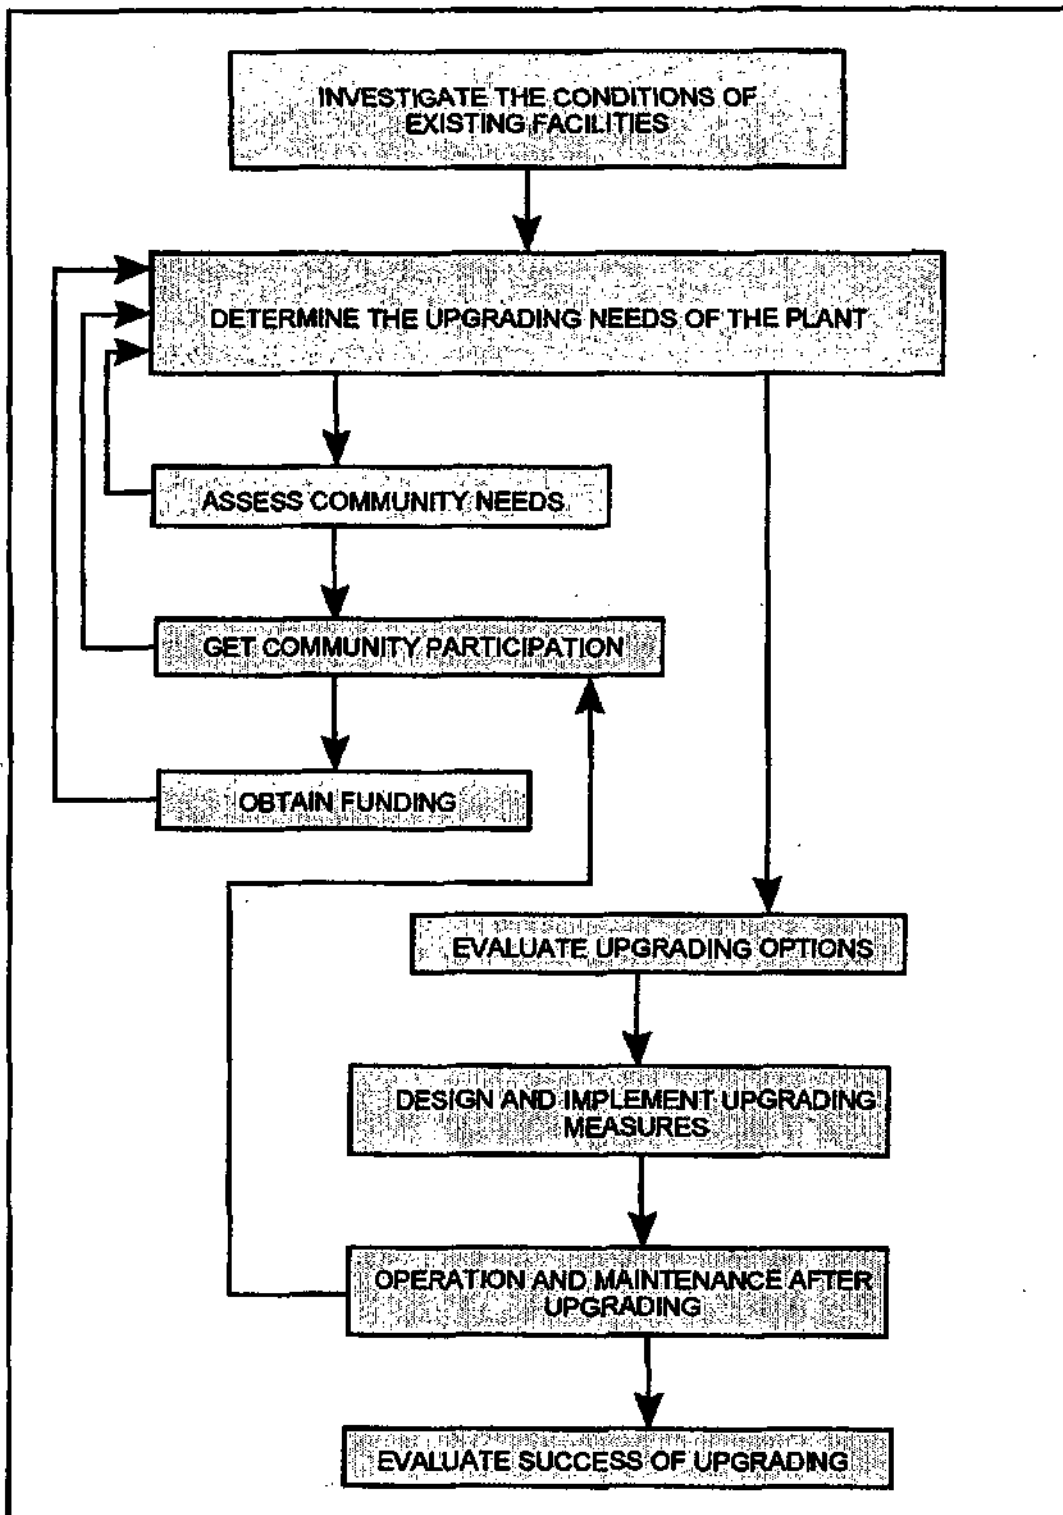 INVESTIGATE THE CONDITIONS OF
EXISTING FACILITIES
DETERMINE THE UPGRADING NEEDS OF THE PLANT
ASSESS COMMUNITY NEEDS
GET COMMUNITY PARTICIPATION
OBTAIN FUNDING
EVALUATE UPGRADING OPTIONS
DESIGN AND IMPLEMENT UPGRADING
MEASURES
OPERATION AND MAINTENANCE AFTER
UPGRADING
EVALUATE SUCCESS OF UPGRADING